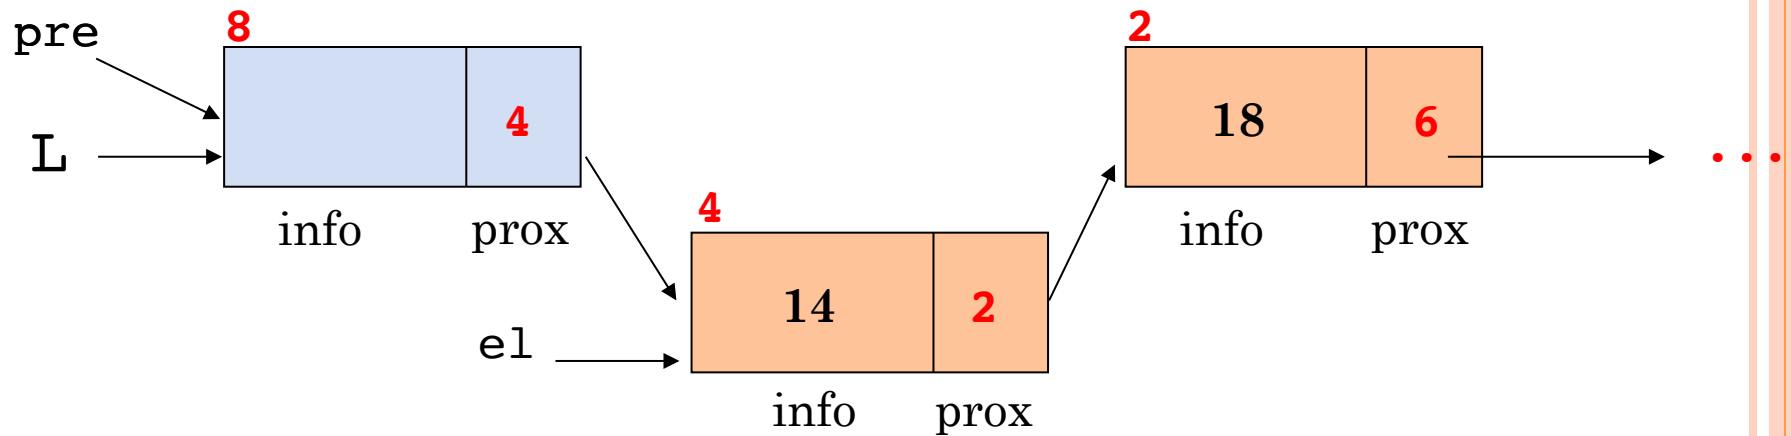 pre 8 2
L 4 18 6 ...
info prox info prox
4
el 14 2
info prox